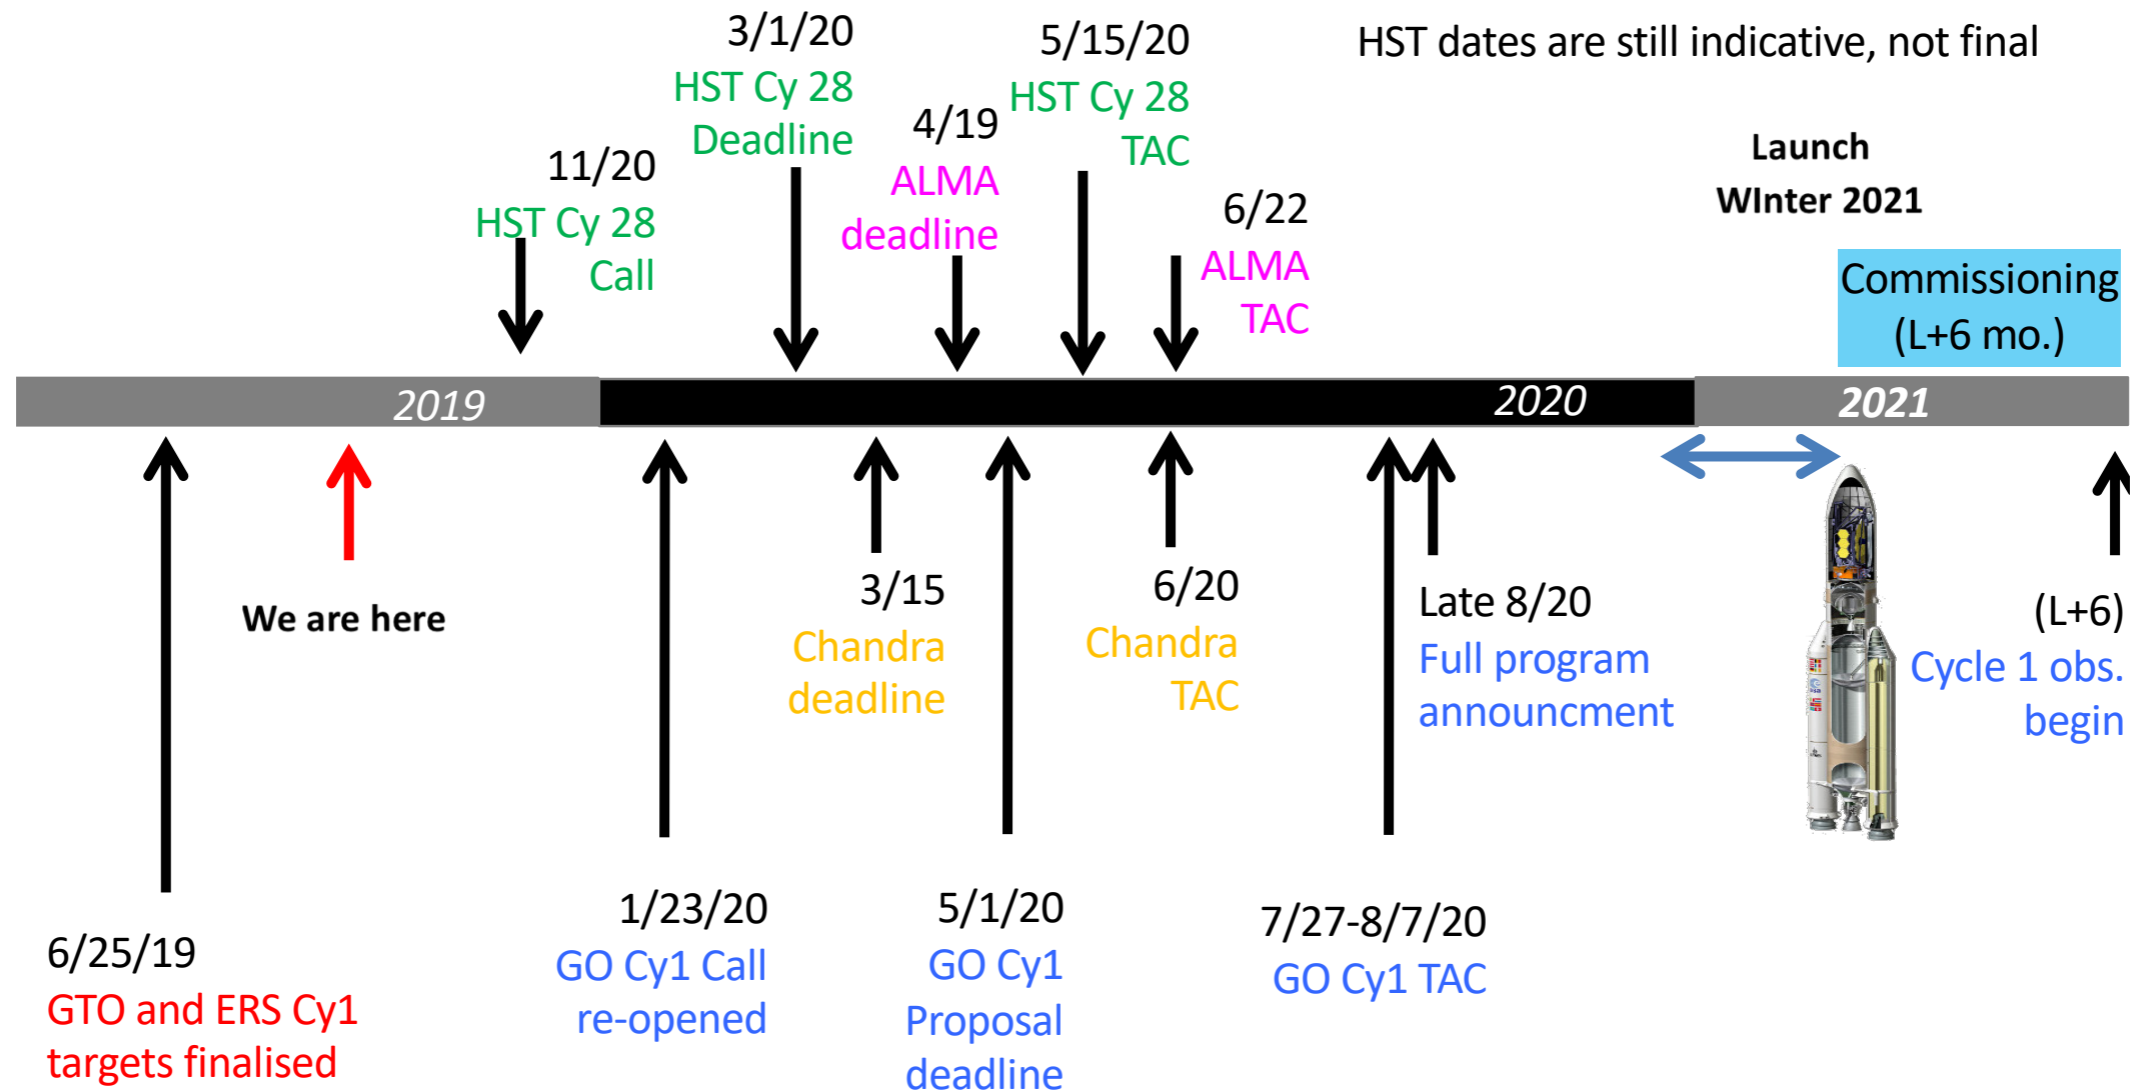 3/1/20
HST Cy 28
Deadline
5/15/20
HST Cy 28
TAC
HST dates are still indicative, not final
11/20
HST Cy 28
Call
4/19
ALMA
deadline
6/22
ALMA
TAC
Launch
WInter 2021
Commissioning
(L+6 mo.)
2019
2020
2021
We are here
3/15
Chandra
deadline
6/20
Chandra
TAC
Late 8/20
Full program
announcment
(L+6)
Cycle 1 obs.
begin
6/25/19
GTO and ERS Cy1
targets finalised
1/23/20
GO Cy1 Call
re-opened
5/1/20
GO Cy1
Proposal
deadline
7/27-8/7/20
GO Cy1 TAC